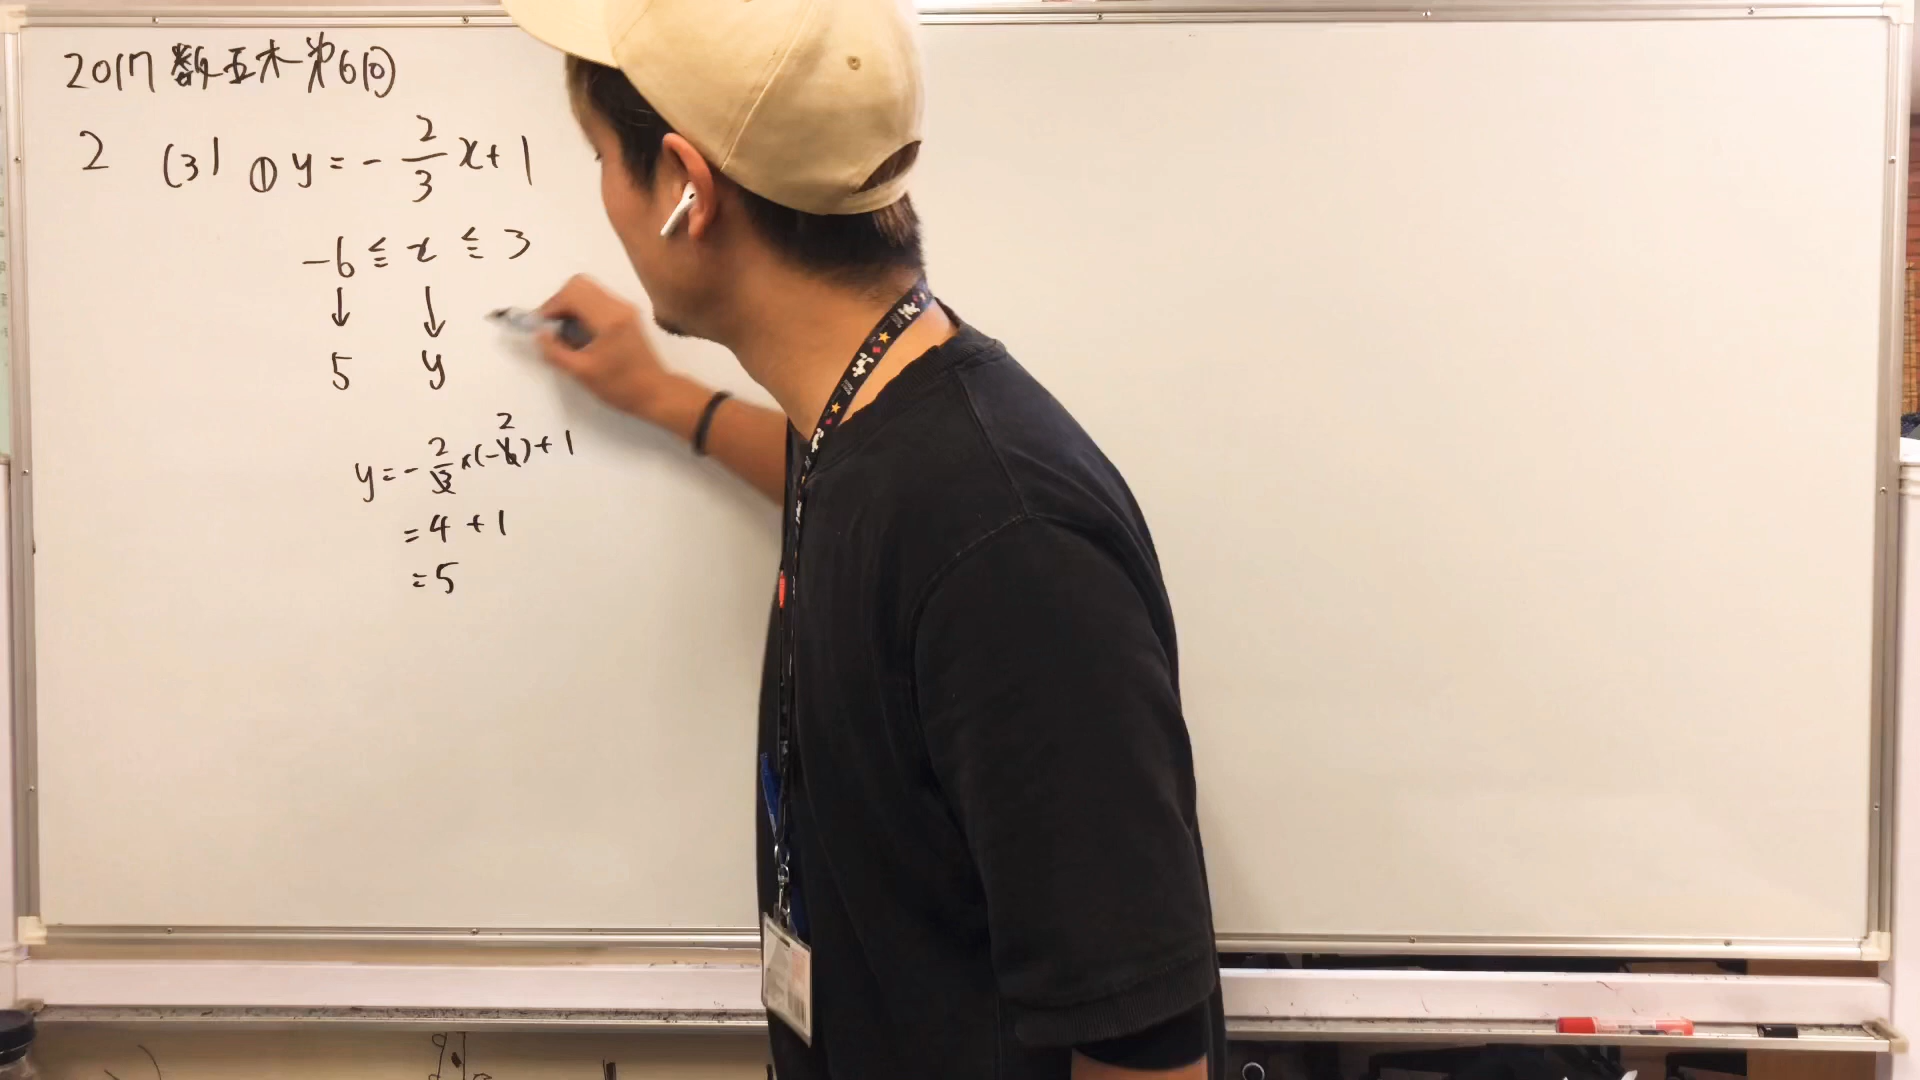 2017 数五木第6回
2 (3) ① y = - 2/3 x + 1
-6 ≦ x ≦ 3
↓ ↓
5 y
y = - 2/3 × (-6) + 1
2
= 4 + 1
= 5